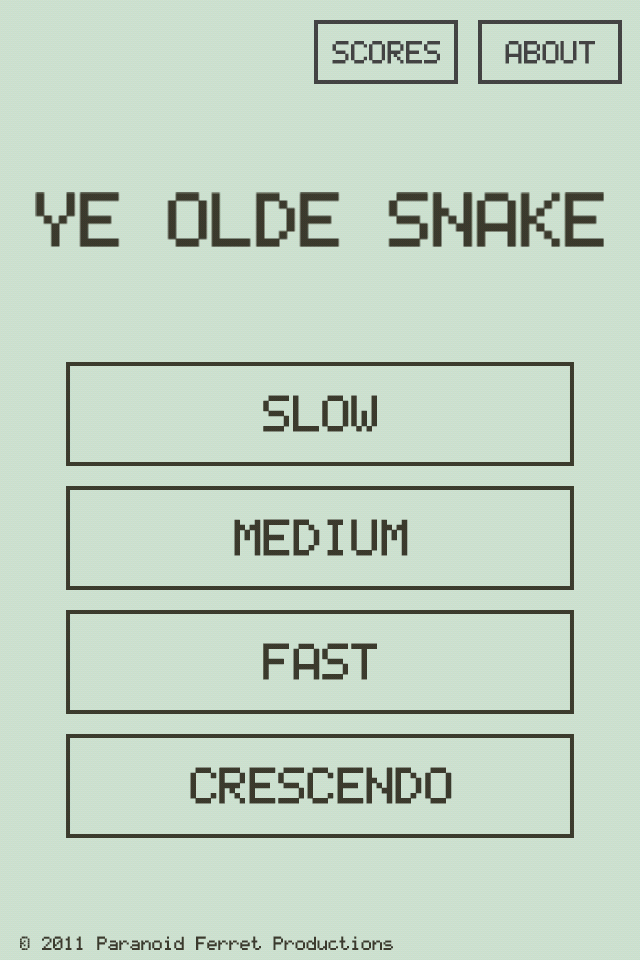 SCORES ABOUT
YE OLDE SNAKE
SLOW
MEDIUM
FAST
CRESCENDO
© 2011 Paranoid Ferret Productions